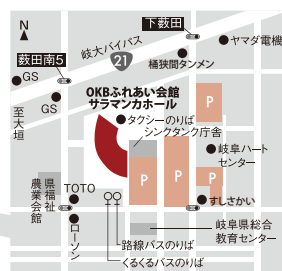 N
下薮田
岐大バイパス
21
ヤマダ電機
薮田南5
桶狭間タンメン
GS
GS
至大垣
OKBふれあい会館
サラマンカホール
P
タクシーのりば
シンクタンク庁舎
P
岐阜ハート
センター
P
P
P
県福祉
農業会館
TOTO
すしさかい
ローソン
岐阜県総合
教育センター
路線バスのりば
くるくるバスのりば